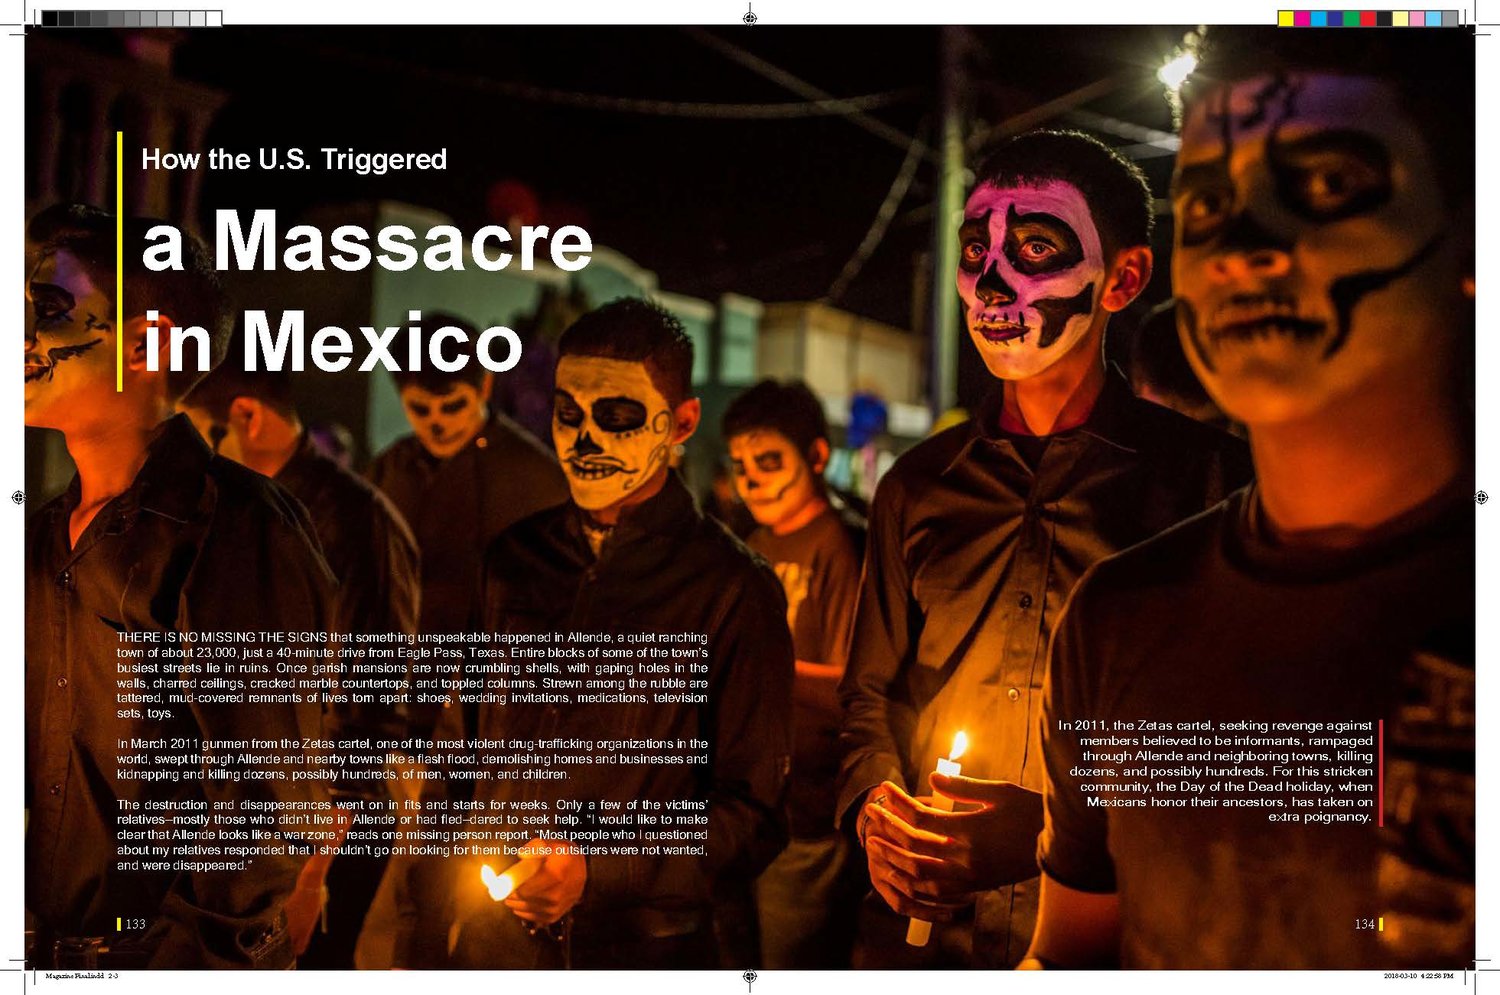 How the U.S. Triggered
a Massacre
in Mexico
THERE IS NO MISSING THE SIGNS that something unspeakable happened in Allende, a quiet ranching
town of about 23,000, just a 40-minute drive from Eagle Pass, Texas. Entire blocks of some of the town's
busiest streets lie in ruins. Once garish mansions are now crumbling shells, with gaping holes in the
walls, charred ceilings, cracked marble countertops, and toppled columns. Strewn among the rubble are
tattered, mud-covered remnants of lives torn apart: shoes, wedding invitations, medications, television
sets, toys.
In March 2011 gunmen from the Zetas cartel, one of the most violent drug-trafficking organizations in the
world, swept through Allende and nearby towns like a flash flood, demolishing homes and businesses and
kidnapping and killing dozens, possibly hundreds, of men, women, and children.
The destruction and disappearances went on in fits and starts for weeks. Only a few of the victims'
relatives—mostly those who didn't live in Allende or had fled—dared to seek help. "I would like to make
clear that Allende looks like a war zone," reads one missing person report. "Most people who I questioned
about my relatives responded that I shouldn't go on looking for them because outsiders were not wanted,
and were disappeared."
In 2011, the Zetas cartel, seeking revenge against
members believed to be informants, rampaged
through Allende and neighboring towns, killing
dozens, and possibly hundreds. For this stricken
community, the Day of the Dead holiday, when
Mexicans honor their ancestors, has taken on
extra poignancy.
133
134
Magazine Final.indd 2-3
2018-03-10 4:22:58 PM